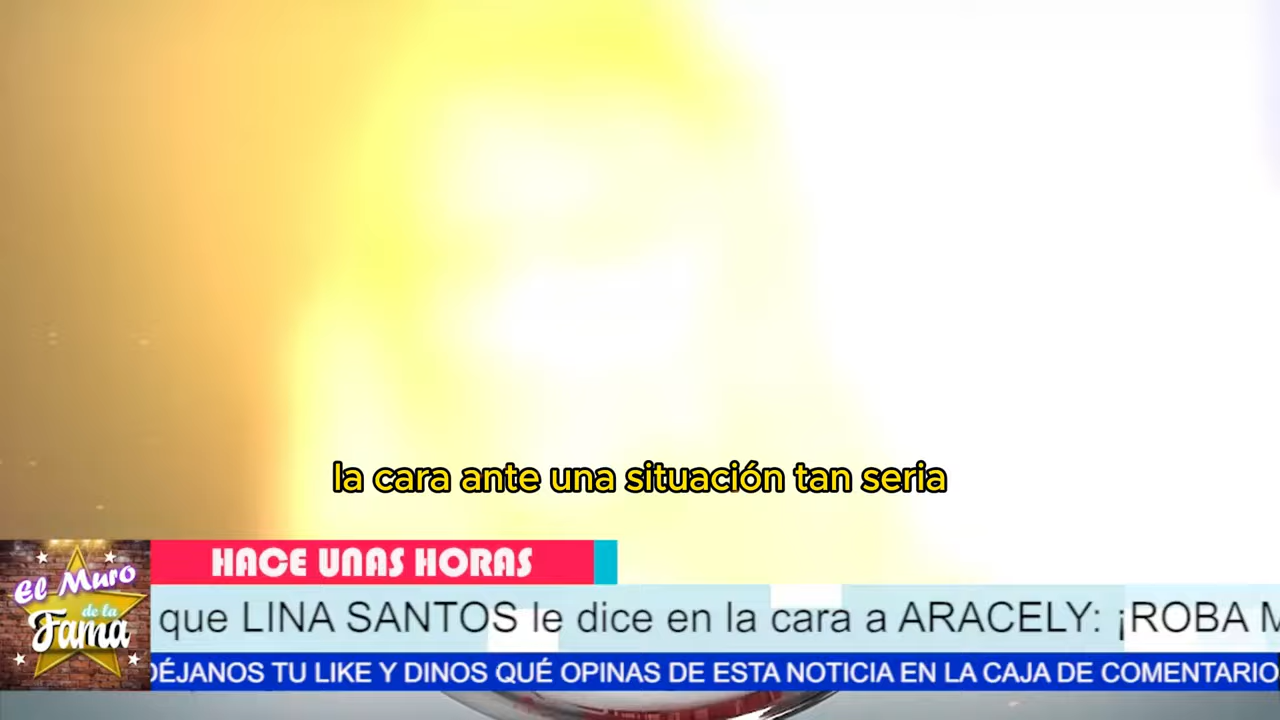 la cara ante una situación tan seria
HACE UNAS HORAS
El Muro
de la
Fama
que LINA SANTOS le dice en la cara a ARACELY: ¡ROBA
DÉJANOS TU LIKE Y DINOS QUÉ OPINAS DE ESTA NOTICIA EN LA CAJA DE COMENTARIO